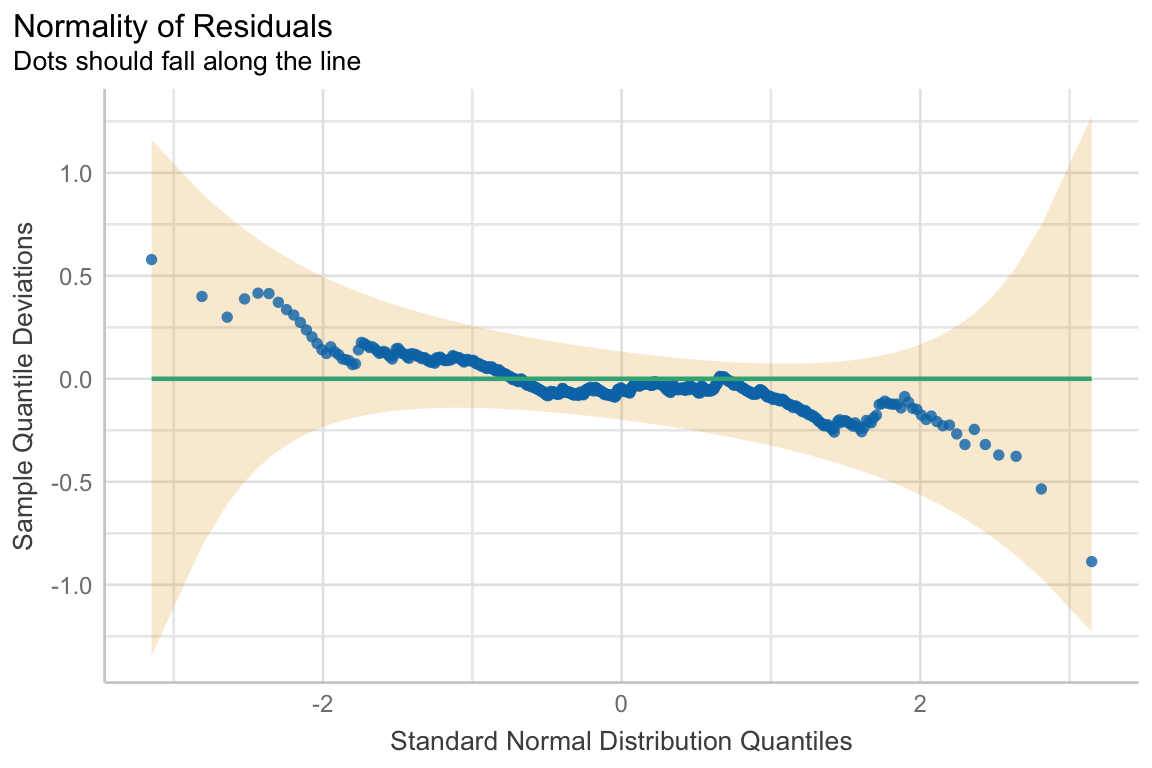 Normality of Residuals
Dots should fall along the line
1.0
0.5
0.0
-0.5
-1.0
Sample Quantile Deviations
-2
0
2
Standard Normal Distribution Quantiles